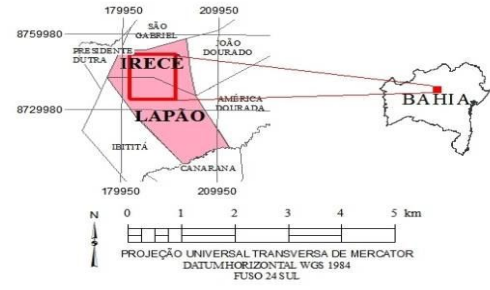 179950 209950
8759980
SÃO
GABRIEL
JOÃO
DOURADO
PRESIDENTE
DUTRA
IRECÊ
AMÉRICA
DOURADA
8729980
LAPÃO
BAHIA
IBITITÁ
CANARANA
179950 209950
N
0 1 2 3 4 5 km
PROJEÇÃO UNIVERSAL TRANSVERSA DE MERCATOR
DATUM HORIZONTAL WGS 1984
FUSO 24 SUL